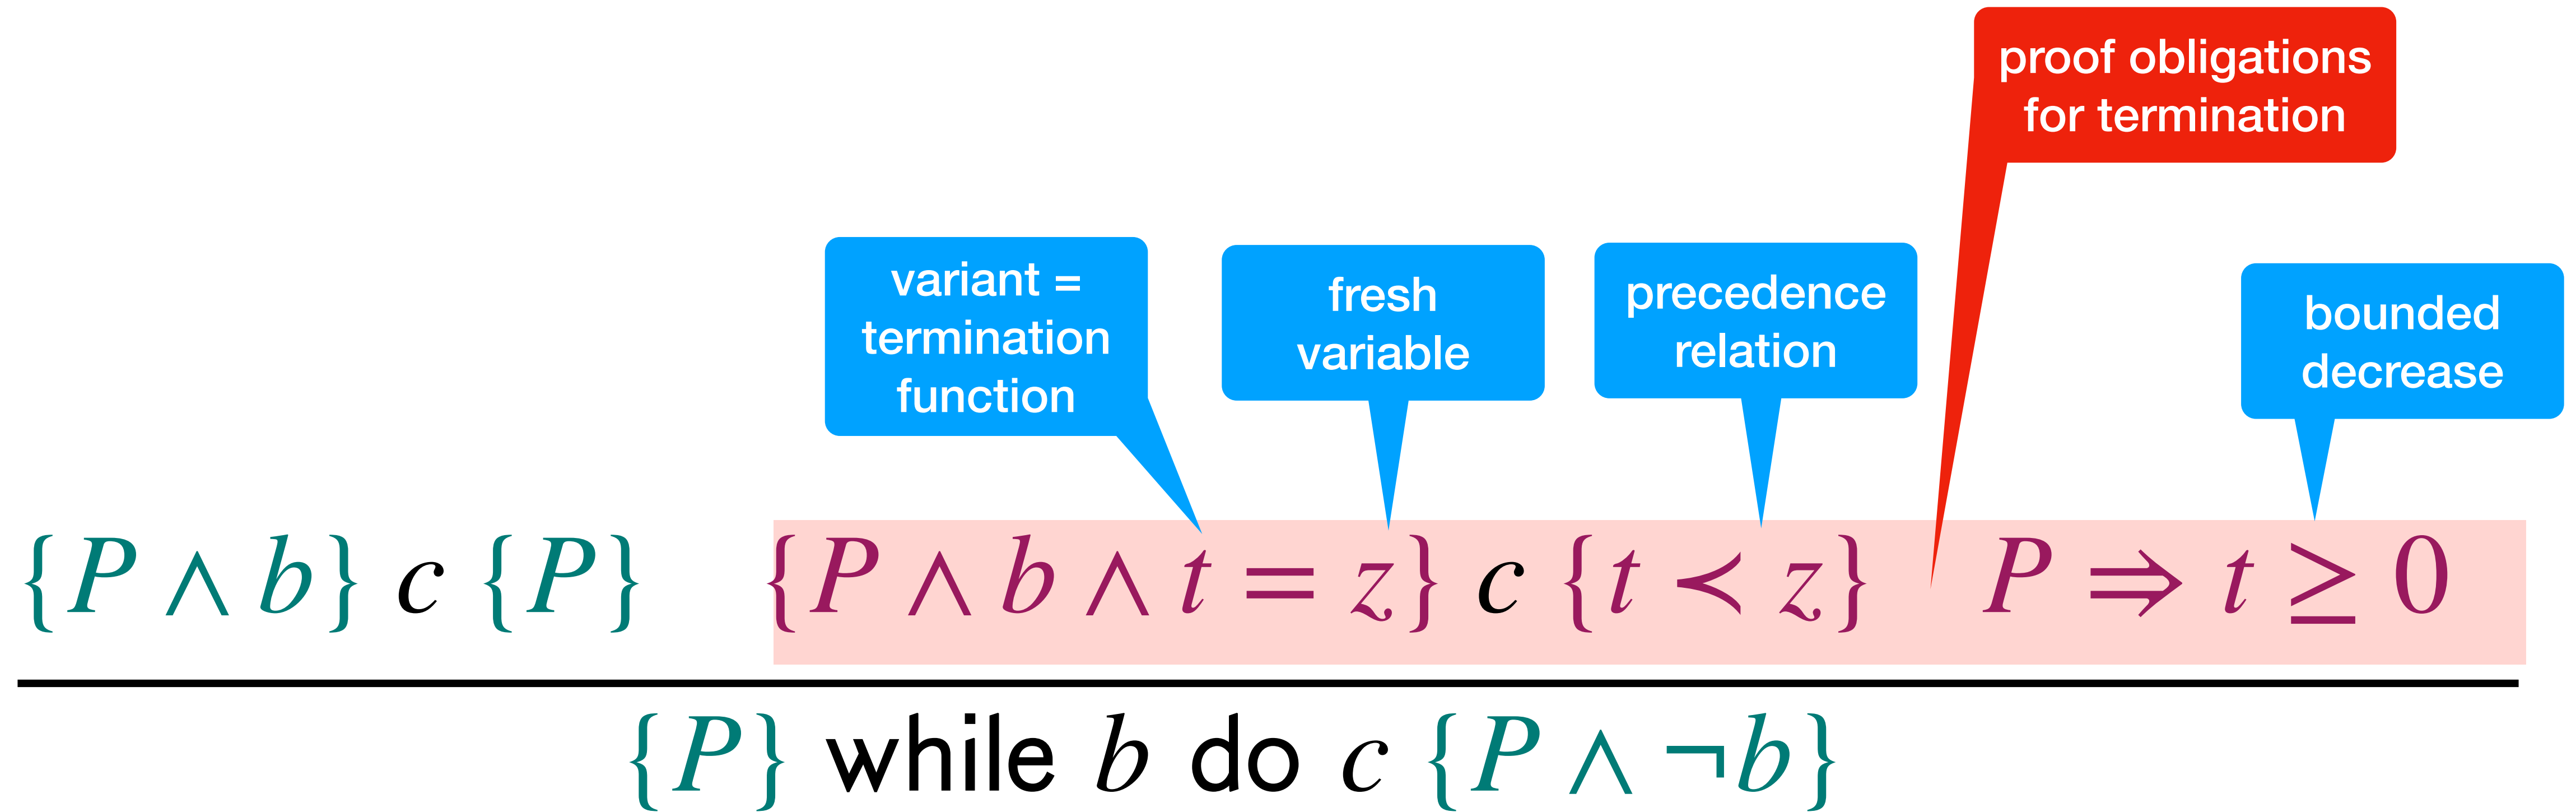 proof obligations
for termination
variant =
termination
function
fresh
variable
precedence
relation
bounded
decrease
{P ∧ b} c {P} {P ∧ b ∧ t = z} c {t ≺ z} P ⇒ t ≥ 0
{P} while b do c {P ∧ ¬b}